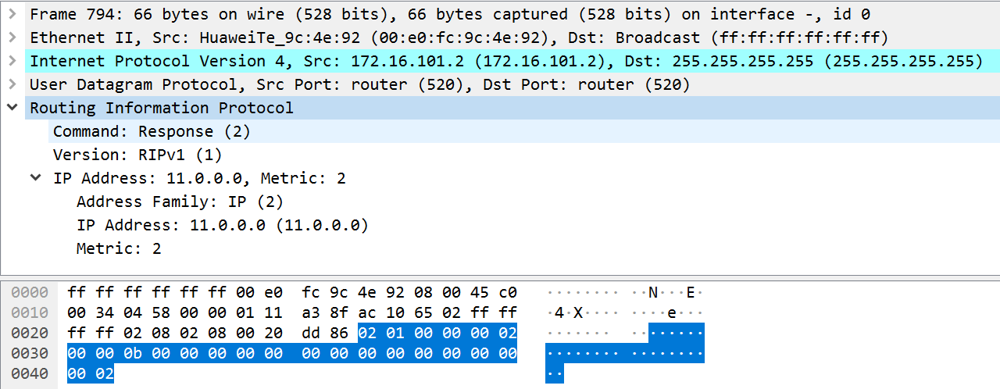 Frame 794: 66 bytes on wire (528 bits), 66 bytes captured (528 bits) on interface -, id 0
Ethernet II, Src: HuaweiTe_9c:4e:92 (00:e0:fc:9c:4e:92), Dst: Broadcast (ff:ff:ff:ff:ff:ff)
Internet Protocol Version 4, Src: 172.16.101.2 (172.16.101.2), Dst: 255.255.255.255 (255.255.255.255)
User Datagram Protocol, Src Port: router (520), Dst Port: router (520)
Routing Information Protocol
Command: Response (2)
Version: RIPv1 (1)
IP Address: 11.0.0.0, Metric: 2
Address Family: IP (2)
IP Address: 11.0.0.0 (11.0.0.0)
Metric: 2
0000 ff ff ff ff ff ff 00 e0 fc 9c 4e 92 08 00 45 c0 ········ ··N···E·
0010 00 34 04 58 00 00 01 11 a3 8f ac 10 65 02 ff ff ·4·X···· ····e···
0020 ff ff 02 08 02 08 00 20 dd 86 02 01 00 00 00 02 ······· ········
0030 00 00 0b 00 00 00 00 00 00 00 00 00 00 00 00 00 ········ ········
0040 00 02 ··